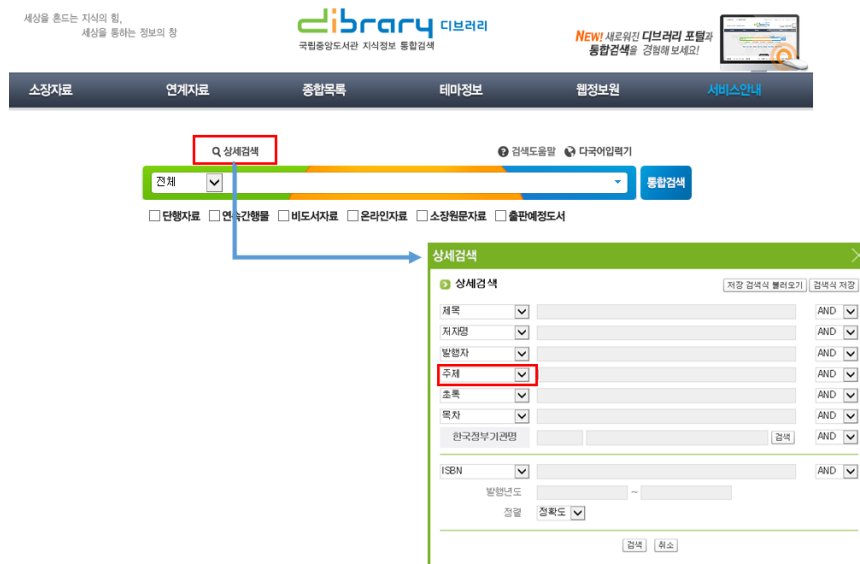 세상을 흔드는 지식의 힘,
세상을 통하는 정보의 창
dibrary 디브러리
국립중앙도서관 지식정보 통합검색
NEW! 새로워진 디브러리 포털과
통합검색을 경험해보세요!
소장자료 연계자료 종합목록 테마정보 웹정보원 서비스안내
상세검색 검색도움말 다국어입력기
전체 통합검색
단행자료 연속간행물 비도서자료 온라인자료 소장원문자료 출판예정도서
상세검색
상세검색 저장 검색식 불러오기 검색식 저장
제목 AND
저자명 AND
발행자 AND
주제 AND
초록 AND
목차 AND
한국정부기관명 검색 AND
ISBN AND
발행년도 ~
정렬 정확도
검색 취소